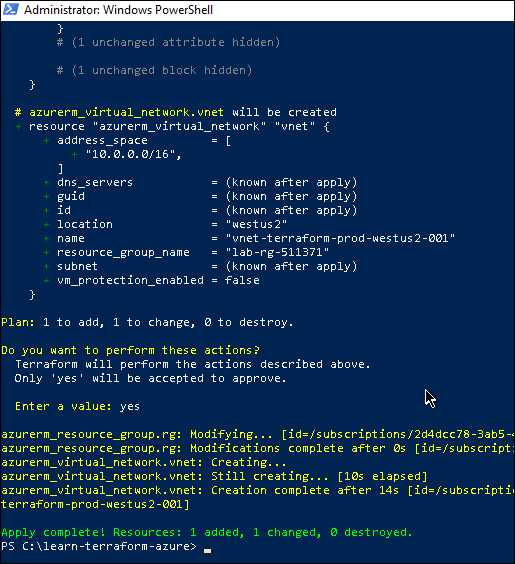 Administrator: Windows PowerShell
}
# (1 unchanged attribute hidden)
# (1 unchanged block hidden)
}
# azurerm_virtual_network.vnet will be created
+ resource "azurerm_virtual_network" "vnet" {
+ address_space = [
+ "10.0.0.0/16",
]
+ dns_servers = (known after apply)
+ guid = (known after apply)
+ id = (known after apply)
+ location = "westus2"
+ name = "vnet-terraform-prod-westus2-001"
+ resource_group_name = "lab-rg-511371"
+ subnet = (known after apply)
+ vm_protection_enabled = false
}
Plan: 1 to add, 1 to change, 0 to destroy.
Do you want to perform these actions?
Terraform will perform the actions described above.
Only 'yes' will be accepted to approve.
Enter a value: yes
azurerm_resource_group.rg: Modifying... [id=/subscriptions/2d4dcc78-3ab5-4
azurerm_resource_group.rg: Modifications complete after 0s [id=/subscript
azurerm_virtual_network.vnet: Creating...
azurerm_virtual_network.vnet: Still creating... [10s elapsed]
azurerm_virtual_network.vnet: Creation complete after 14s [id=/subscriptio
terraform-prod-westus2-001]
Apply complete! Resources: 1 added, 1 changed, 0 destroyed.
PS C:\learn-terraform-azure>